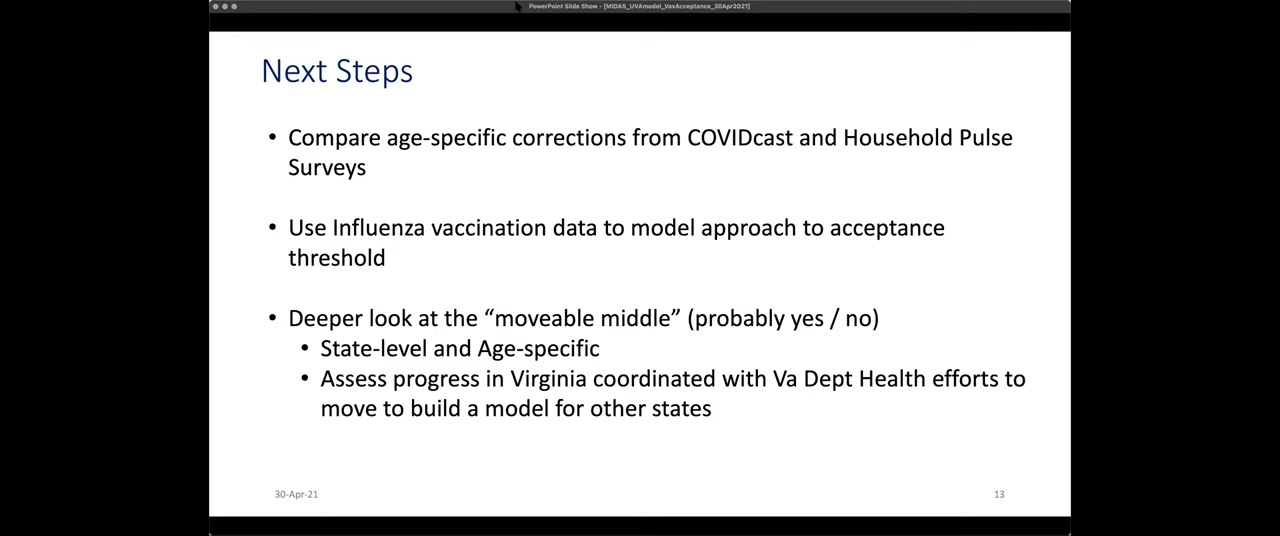 PowerPoint Slide Show - [MIDAS_UVAmodel_VaxAcceptance_30Apr2021]
Next Steps
• Compare age-specific corrections from COVIDcast and Household Pulse
Surveys
• Use Influenza vaccination data to model approach to acceptance
threshold
• Deeper look at the “moveable middle” (probably yes / no)
• State-level and Age-specific
• Assess progress in Virginia coordinated with Va Dept Health efforts to
move to build a model for other states
30-Apr-21
13